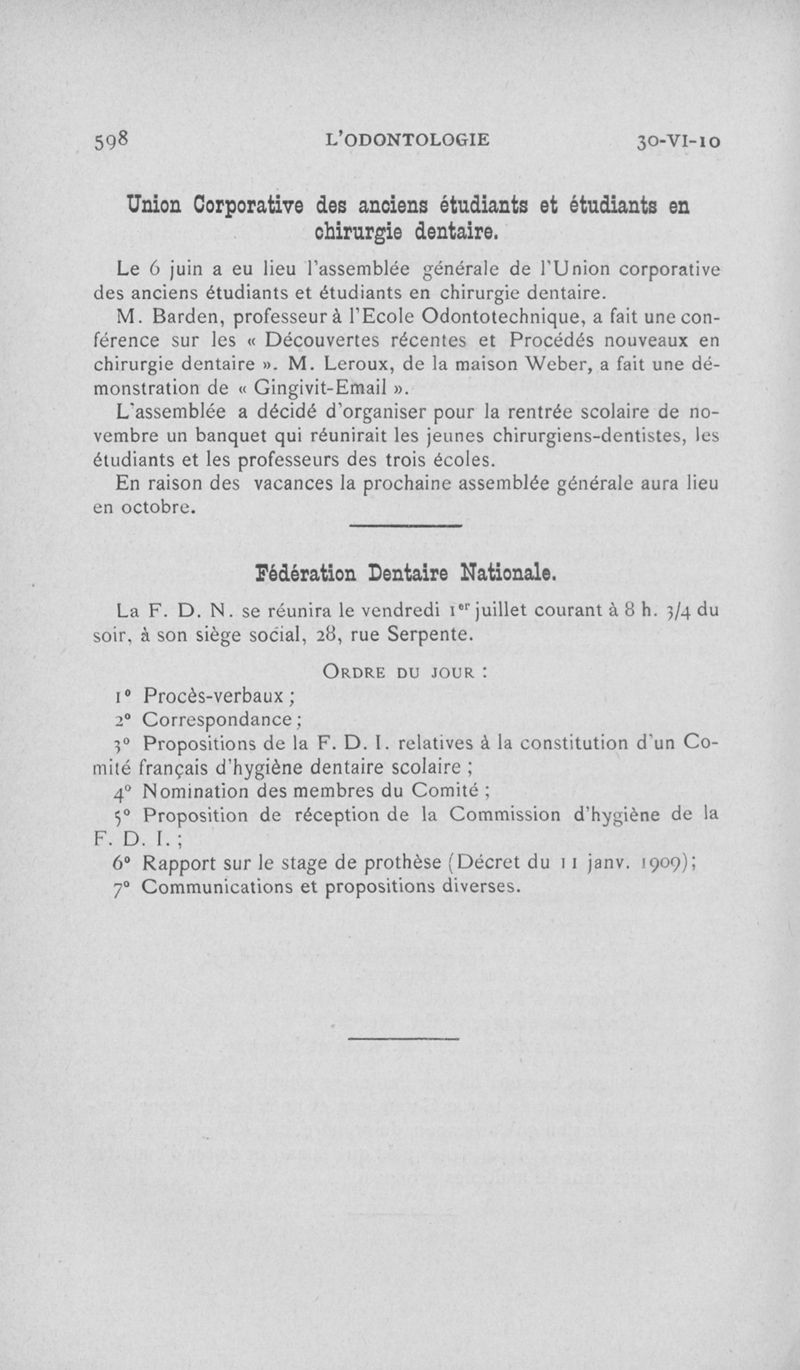 598 L'ODONTOLOGIE 30-VI-10
Union Corporative des anciens étudiants et étudiants en
chirurgie dentaire.
Le 6 juin a eu lieu l'assemblée générale de l'Union corporative
des anciens étudiants et étudiants en chirurgie dentaire.
M. Barden, professeur à l'Ecole Odontotechnique, a fait une con-
férence sur les « Découvertes récentes et Procédés nouveaux en
chirurgie dentaire ». M. Leroux, de la maison Weber, a fait une dé-
monstration de « Gingivit-Email ».
L'assemblée a décidé d'organiser pour la rentrée scolaire de no-
vembre un banquet qui réunirait les jeunes chirurgiens-dentistes, les
étudiants et les professeurs des trois écoles.
En raison des vacances la prochaine assemblée générale aura lieu
en octobre.
Fédération Dentaire Nationale.
La F. D. N. se réunira le vendredi 1er juillet courant à 8 h. 3/4 du
soir, à son siège social, 28, rue Serpente.
ORDRE DU JOUR :
1° Procès-verbaux ;
2° Correspondance ;
3° Propositions de la F. D. I. relatives à la constitution d'un Co-
mité français d'hygiène dentaire scolaire ;
4° Nomination des membres du Comité ;
5° Proposition de réception de la Commission d'hygiène de la
F. D. I. ;
6° Rapport sur le stage de prothèse (Décret du 11 janv. 1909);
7° Communications et propositions diverses.